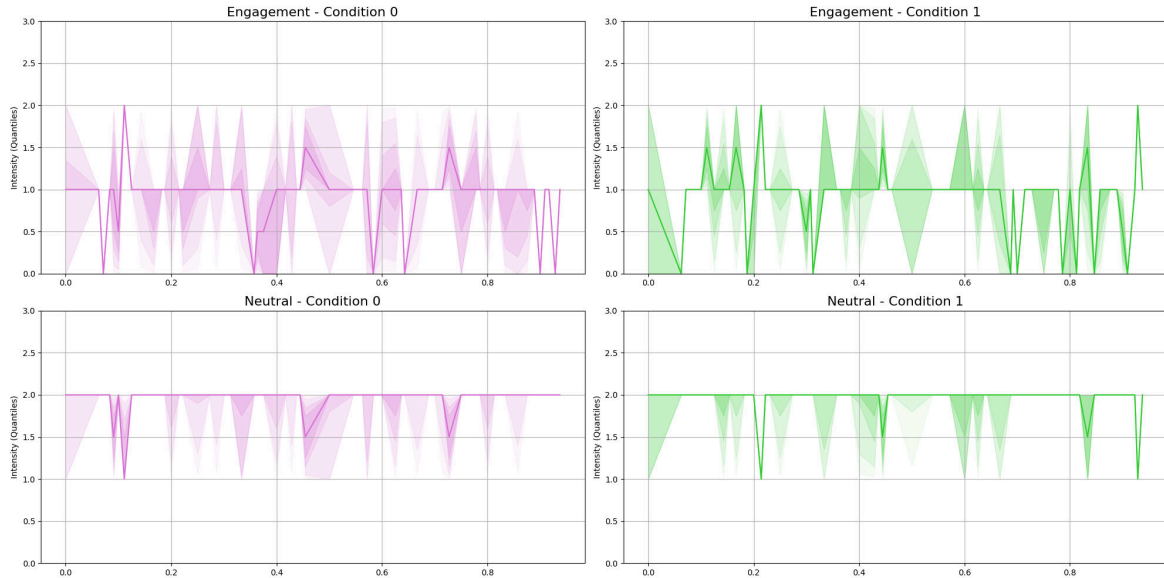 Engagement - Condition 0
Intensity (Quantiles)
3.0
2.5
2.0
1.5
1.0
0.5
0.0
0.0 0.2 0.4 0.6 0.8
Engagement - Condition 1
Intensity (Quantiles)
3.0
2.5
2.0
1.5
1.0
0.5
0.0
0.0 0.2 0.4 0.6 0.8
Neutral - Condition 0
Intensity (Quantiles)
3.0
2.5
2.0
1.5
1.0
0.5
0.0
0.0 0.2 0.4 0.6 0.8
Neutral - Condition 1
Intensity (Quantiles)
3.0
2.5
2.0
1.5
1.0
0.5
0.0
0.0 0.2 0.4 0.6 0.8